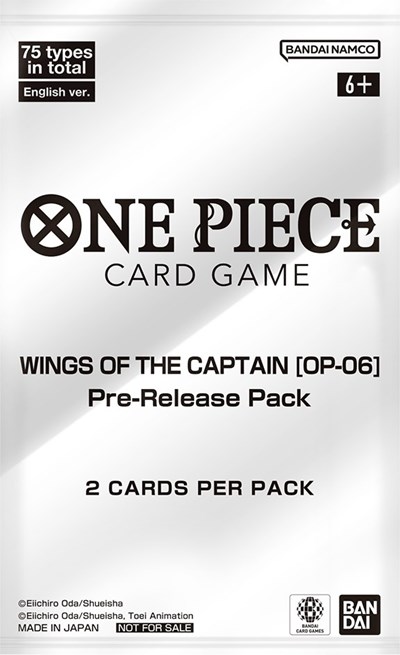 75 types
in total
English ver.
BANDAI NAMCO
6+
ONE PIECE
CARD GAME
WINGS OF THE CAPTAIN [OP-06]
Pre-Release Pack
2 CARDS PER PACK
©Eiichiro Oda/Shueisha
©Eiichiro Oda/Shueisha, Toei Animation
MADE IN JAPAN NOT FOR SALE
BANDAI
CARD GAMES
BAN
DAI